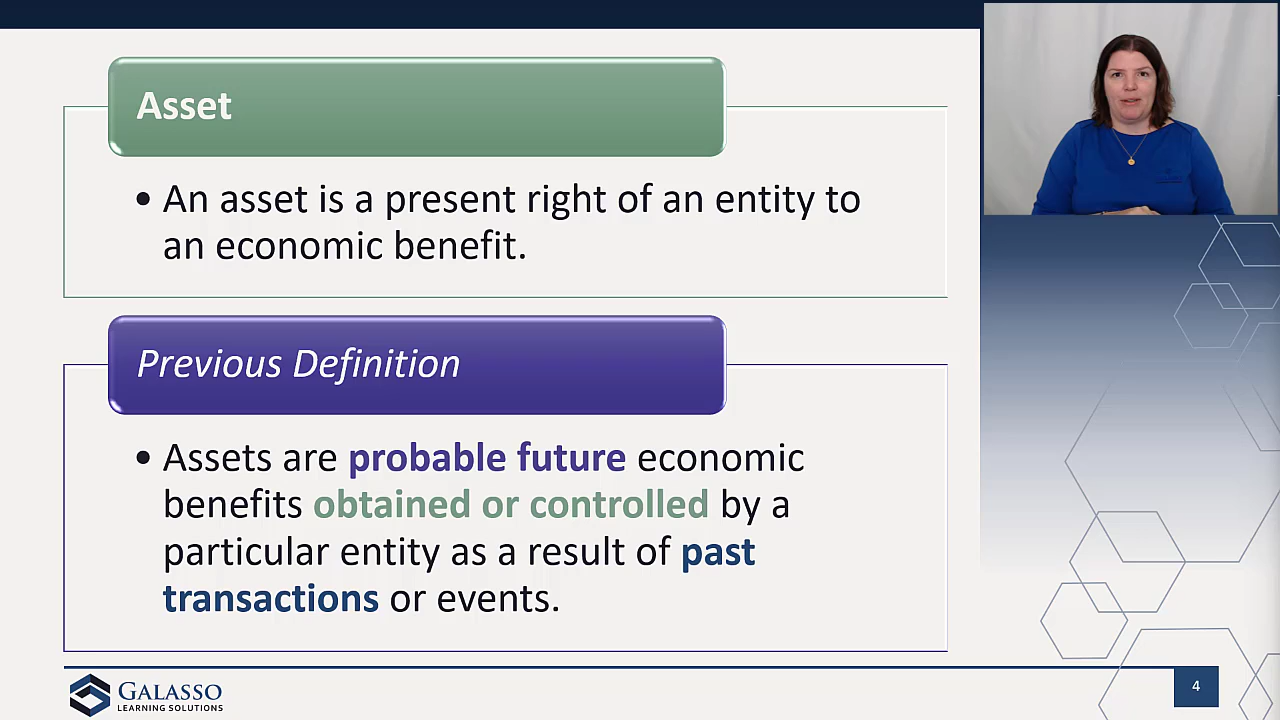 Asset
• An asset is a present right of an entity to
an economic benefit.
Previous Definition
• Assets are probable future economic
benefits obtained or controlled by a
particular entity as a result of past
transactions or events.
GALASSO
LEARNING SOLUTIONS
4